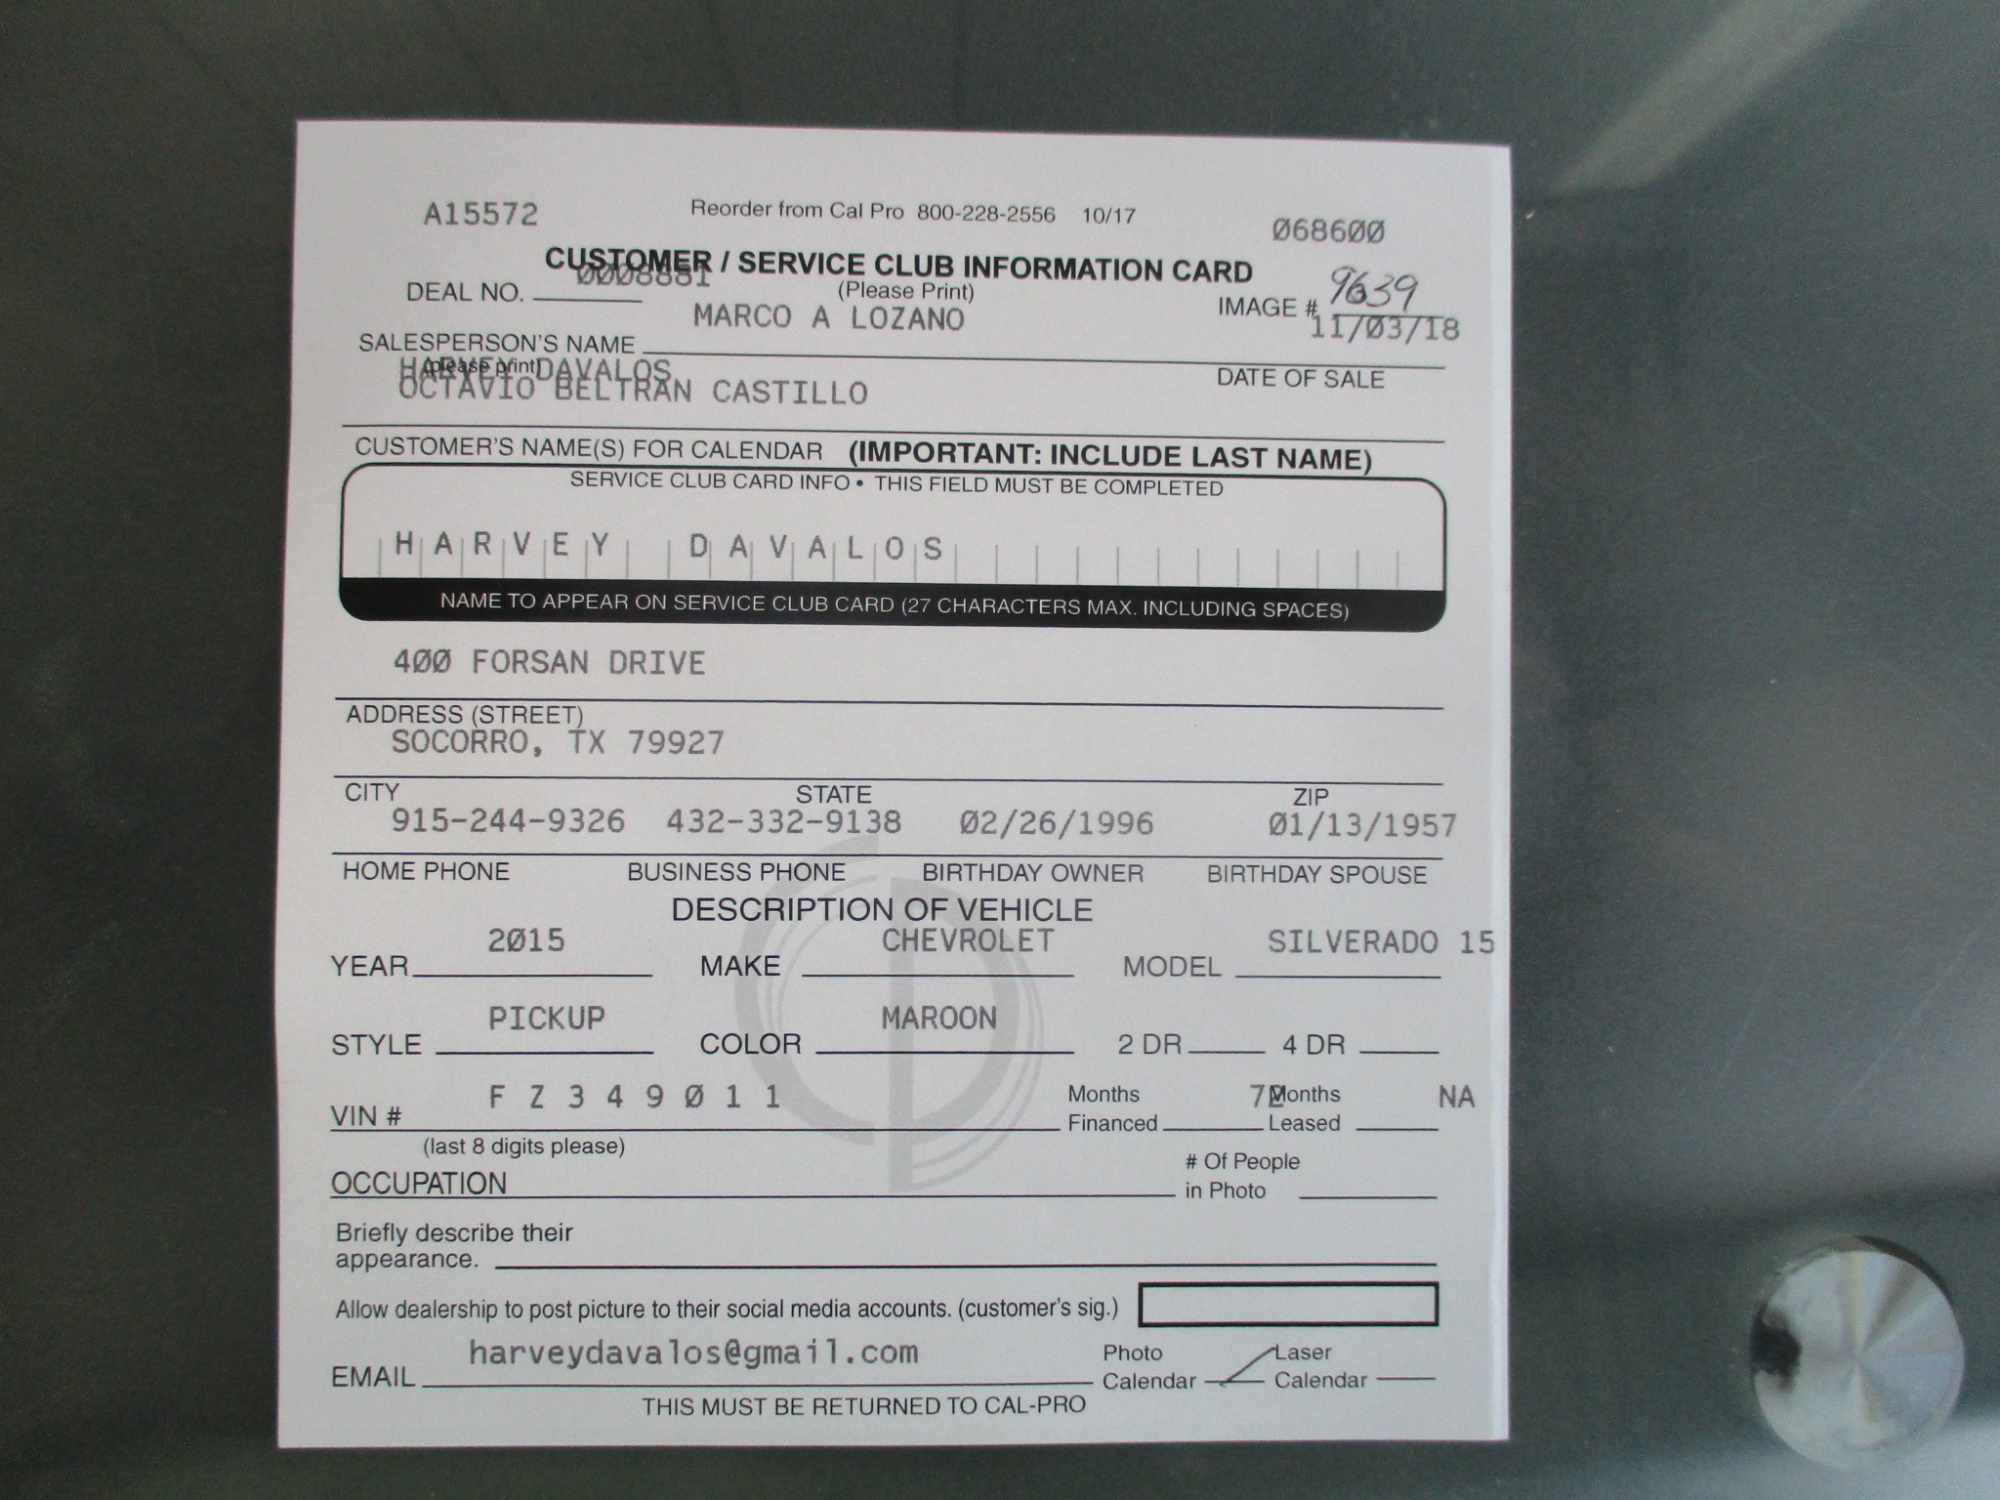 A15572 Reorder from Cal Pro 800-228-2556 10/17 068600
CUSTOMER / SERVICE CLUB INFORMATION CARD
0008881
DEAL NO. (Please Print) IMAGE # 9639
MARCO A LOZANO 11/03/18
SALESPERSON'S NAME
(please print) DATE OF SALE
HARVEY DAVALOS
OCTAVIO BELTRAN CASTILLO
CUSTOMER'S NAME(S) FOR CALENDAR (IMPORTANT: INCLUDE LAST NAME)
SERVICE CLUB CARD INFO • THIS FIELD MUST BE COMPLETED
HARVEY DAVALOS
NAME TO APPEAR ON SERVICE CLUB CARD (27 CHARACTERS MAX. INCLUDING SPACES)
400 FORSAN DRIVE
ADDRESS (STREET)
SOCORRO, TX 79927
CITY STATE ZIP
915-244-9326 432-332-9138 02/26/1996 01/13/1957
HOME PHONE BUSINESS PHONE BIRTHDAY OWNER BIRTHDAY SPOUSE
DESCRIPTION OF VEHICLE
2015 CHEVROLET SILVERADO 15
YEAR MAKE MODEL
PICKUP MAROON
STYLE COLOR 2 DR 4 DR
F Z 3 4 9 0 1 1 Months 72 Months NA
VIN # Financed Leased
(last 8 digits please)
# Of People
OCCUPATION in Photo
Briefly describe their
appearance.
Allow dealership to post picture to their social media accounts. (customer's sig.)
harveydavalos@gmail.com Photo Laser
EMAIL Calendar Calendar
THIS MUST BE RETURNED TO CAL-PRO